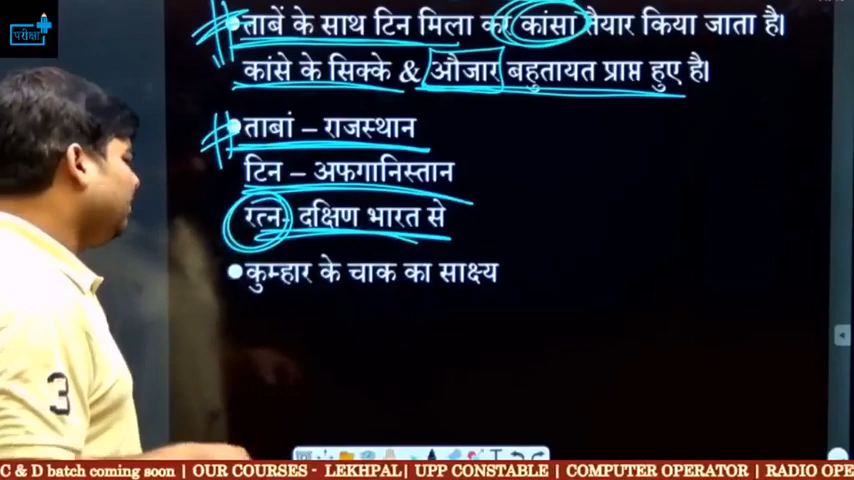 परीक्षा
ताबें के साथ टिन मिला कर कांसा तैयार किया जाता है।
कांसे के सिक्के & औजार बहुतायत प्राप्त हुए है।
ताबां – राजस्थान
टिन – अफगानिस्तान
रत्न- दक्षिण भारत से
कुम्हार के चाक का साक्ष्य
3
C & D batch coming soon | OUR COURSES - LEKHPAL| UPP CONSTABLE | COMPUTER OPERATOR | RADIO OPE